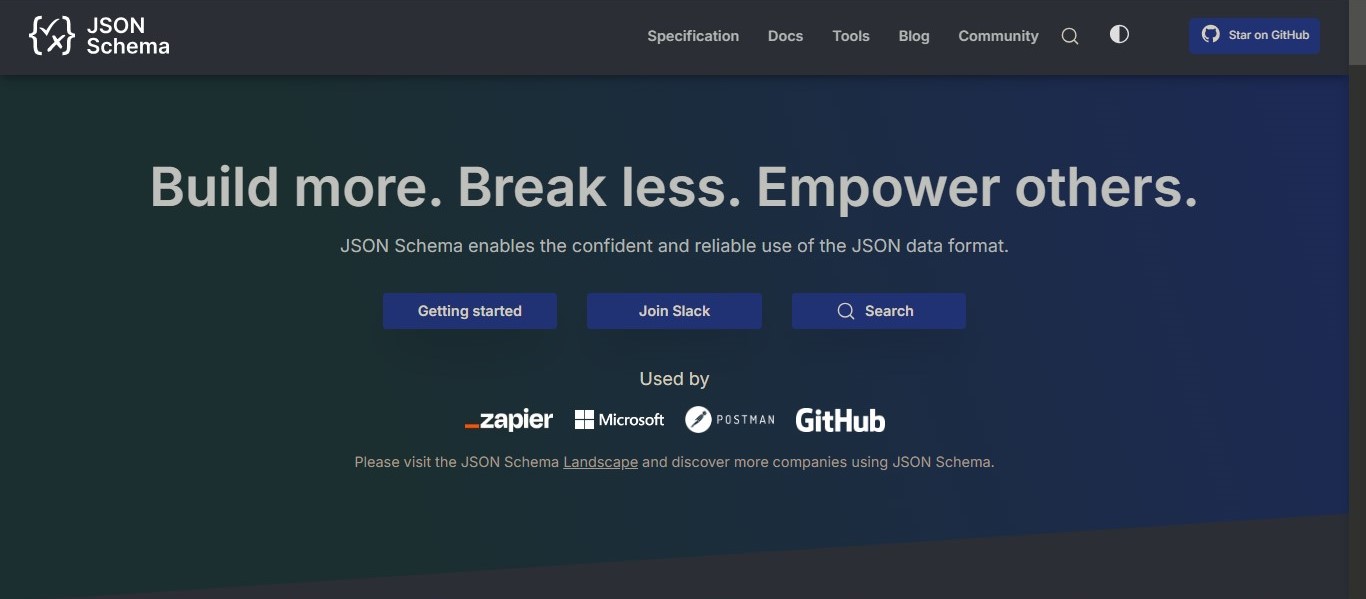 JSON
Schema
Specification Docs Tools Blog Community Star on GitHub
Build more. Break less. Empower others.
JSON Schema enables the confident and reliable use of the JSON data format.
Getting started Join Slack Search
Used by
_zapier Microsoft POSTMAN GitHub
Please visit the JSON Schema Landscape and discover more companies using JSON Schema.